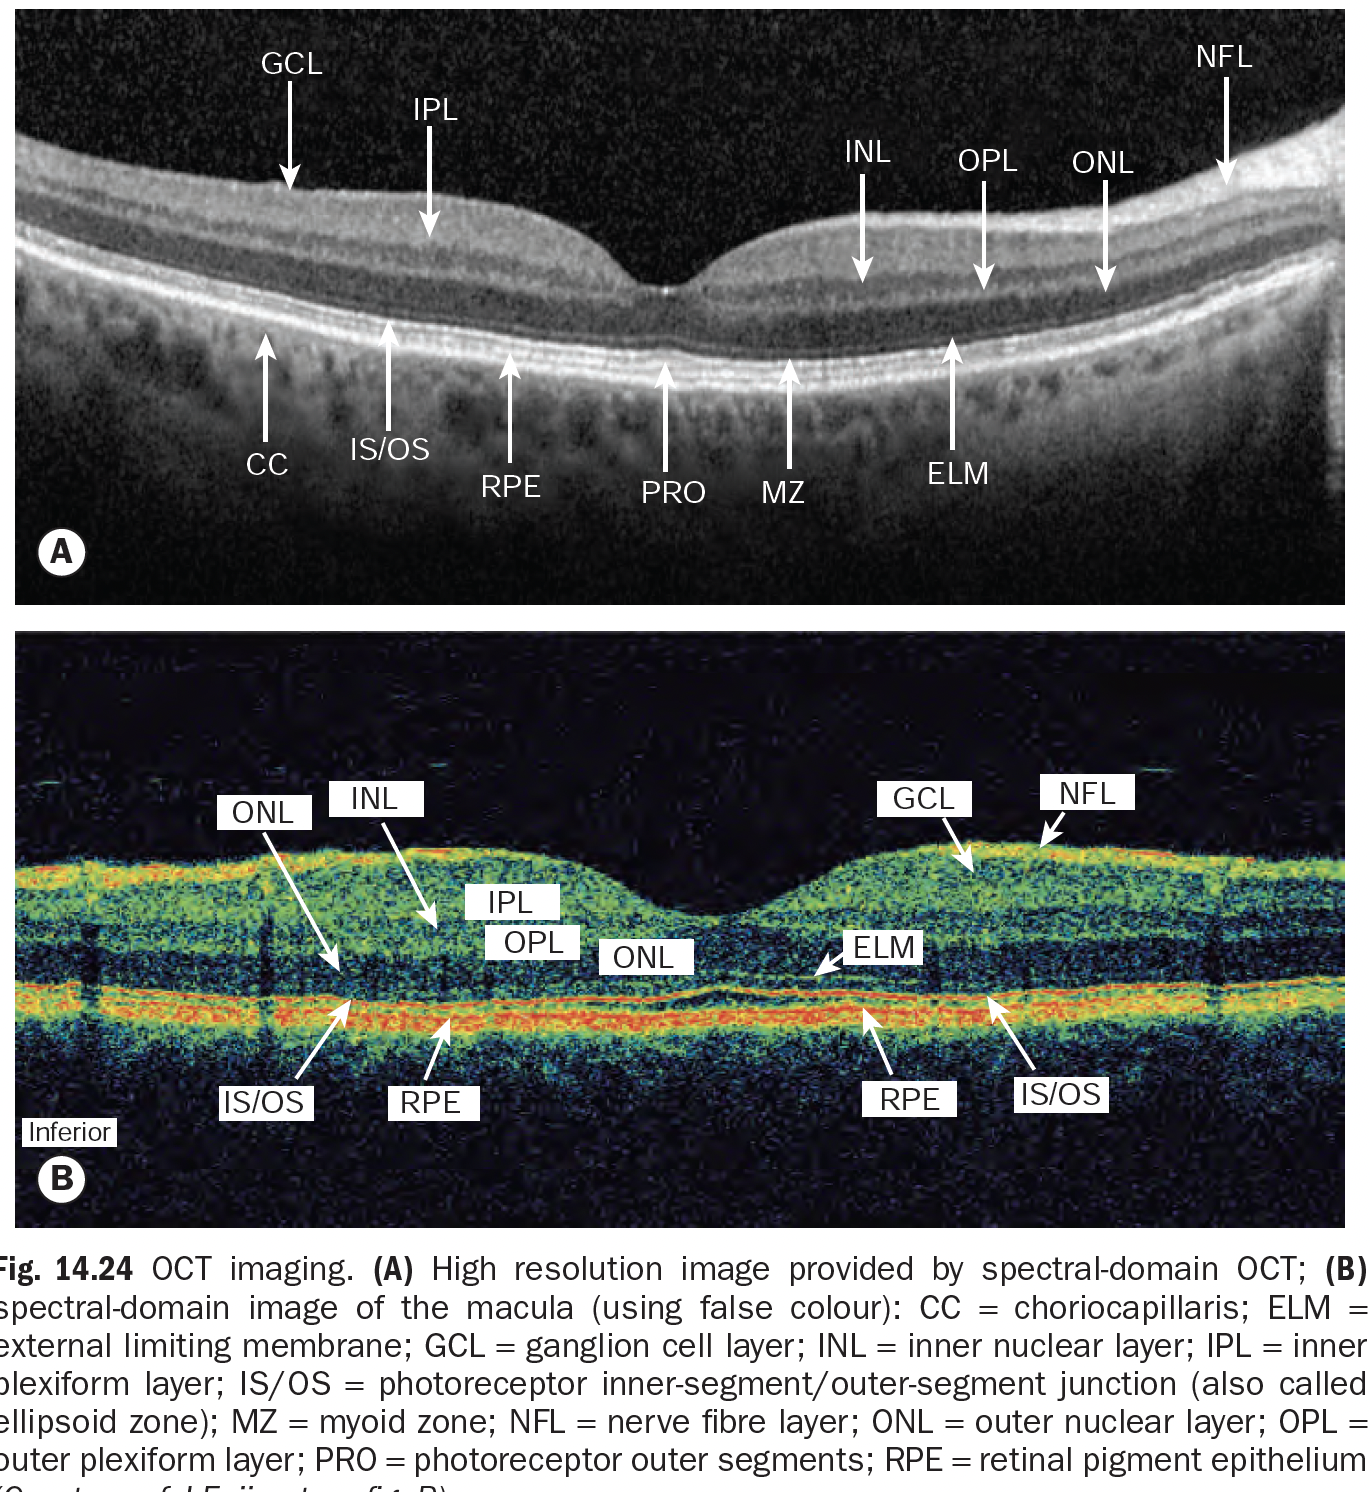 GCL
IPL
INL
OPL
ONL
NFL
CC
IS/OS
RPE
PRO
MZ
ELM
A
ONL
INL
GCL
NFL
IPL
OPL
ONL
ELM
IS/OS
RPE
RPE
IS/OS
Inferior
B
Fig. 14.24 OCT imaging. (A) High resolution image provided by spectral-domain OCT; (B)
spectral-domain image of the macula (using false colour): CC = choriocapillaris; ELM =
external limiting membrane; GCL = ganglion cell layer; INL = inner nuclear layer; IPL = inner
plexiform layer; IS/OS = photoreceptor inner-segment/outer-segment junction (also called
ellipsoid zone); MZ = myoid zone; NFL = nerve fibre layer; ONL = outer nuclear layer; OPL =
outer plexiform layer; PRO = photoreceptor outer segments; RPE = retinal pigment epithelium